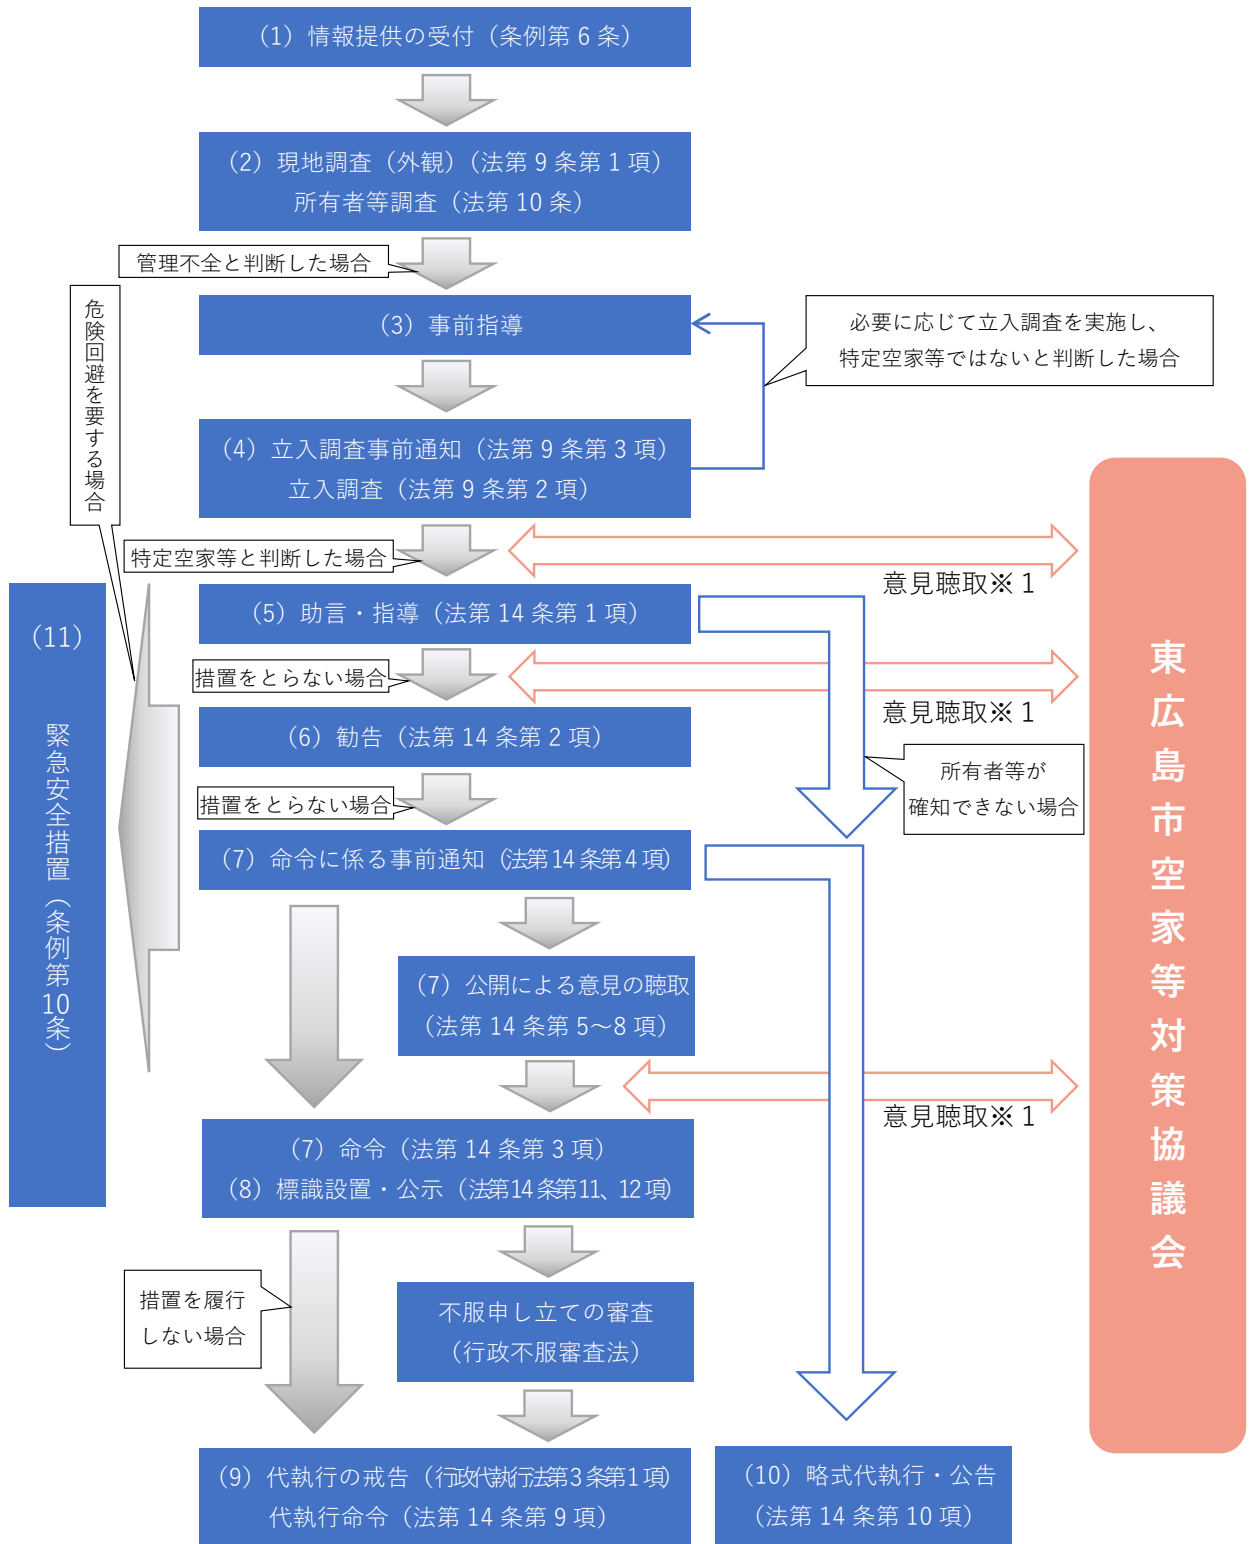 （1）情報提供の受付（条例第 6 条）
（2）現地調査（外観）（法第 9 条第 1 項）
所有者等調査（法第 10 条）
管理不全と判断した場合
危険回避を要する場合
（3）事前指導
必要に応じて立入調査を実施し、
特定空家等ではないと判断した場合
（4）立入調査事前通知（法第 9 条第 3 項）
立入調査（法第 9 条第 2 項）
特定空家等と判断した場合
意見聴取※１
（5）助言・指導（法第 14 条第 1 項）
措置をとらない場合
意見聴取※１
（6）勧告（法第 14 条第 2 項）
所有者等が
確知できない場合
措置をとらない場合
（7）命令に係る事前通知（法第14 条第4 項）
（7）公開による意見の聴取
（法第 14 条第 5～8 項）
意見聴取※１
（7）命令（法第 14 条第 3 項）
（8）標識設置・公示（法第14 条第11、12 項）
措置を履行
しない場合
不服申し立ての審査
（行政不服審査法）
（9）代執行の戒告（行政代執行法第3 条第1 項）
代執行命令（法第 14 条第 9 項）
（10）略式代執行・公告
（法第 14 条第 10 項）
（11）
緊急安全措置（条例第10条）
東広島市空家等対策協議会